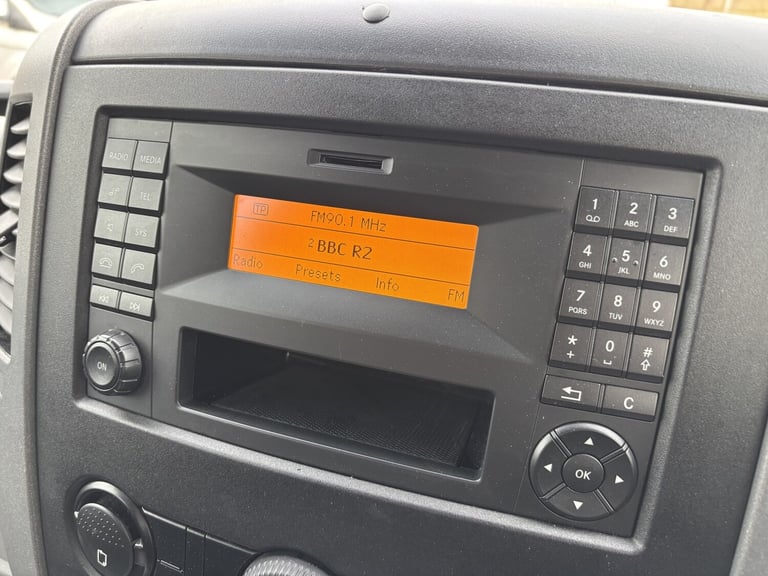 RADIO MEDIA
TEL
SYS
ON
TP FM90.1 MHz
2 BBC R2
Radio Presets Info FM
1 2 ABC 3 DEF
4 GHI 5 JKL 6 MNO
7 PQRS 8 TUV 9 WXYZ
* + 0 #
C
OK